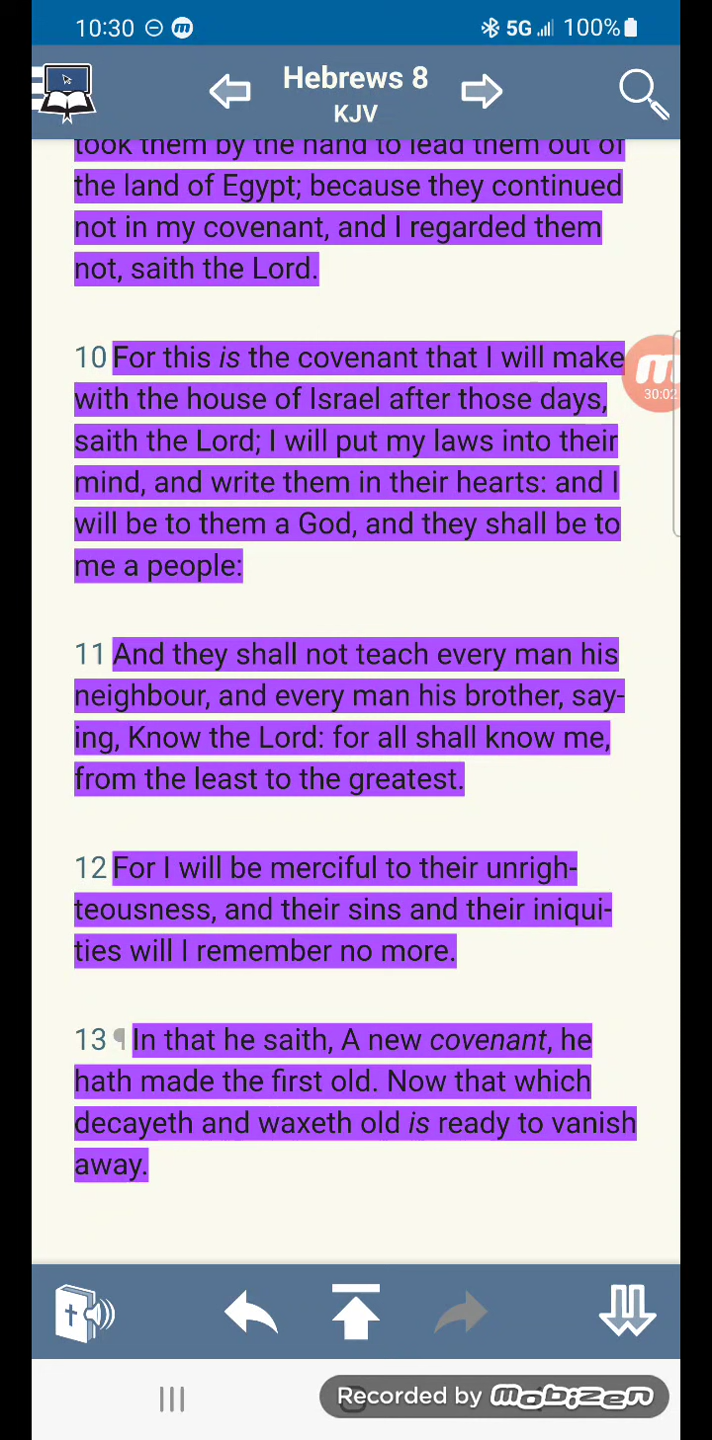 10:30 5G 100%
Hebrews 8
KJV
took them by the hand to lead them out of
the land of Egypt; because they continued
not in my covenant, and I regarded them
not, saith the Lord.
10 For this is the covenant that I will make
with the house of Israel after those days,
saith the Lord; I will put my laws into their
mind, and write them in their hearts: and I
will be to them a God, and they shall be to
me a people:
30:02
11 And they shall not teach every man his
neighbour, and every man his brother, say-
ing, Know the Lord: for all shall know me,
from the least to the greatest.
12 For I will be merciful to their unrigh-
teousness, and their sins and their iniqui-
ties will I remember no more.
13 ¶ In that he saith, A new covenant, he
hath made the first old. Now that which
decayeth and waxeth old is ready to vanish
away.
Recorded by mobizen